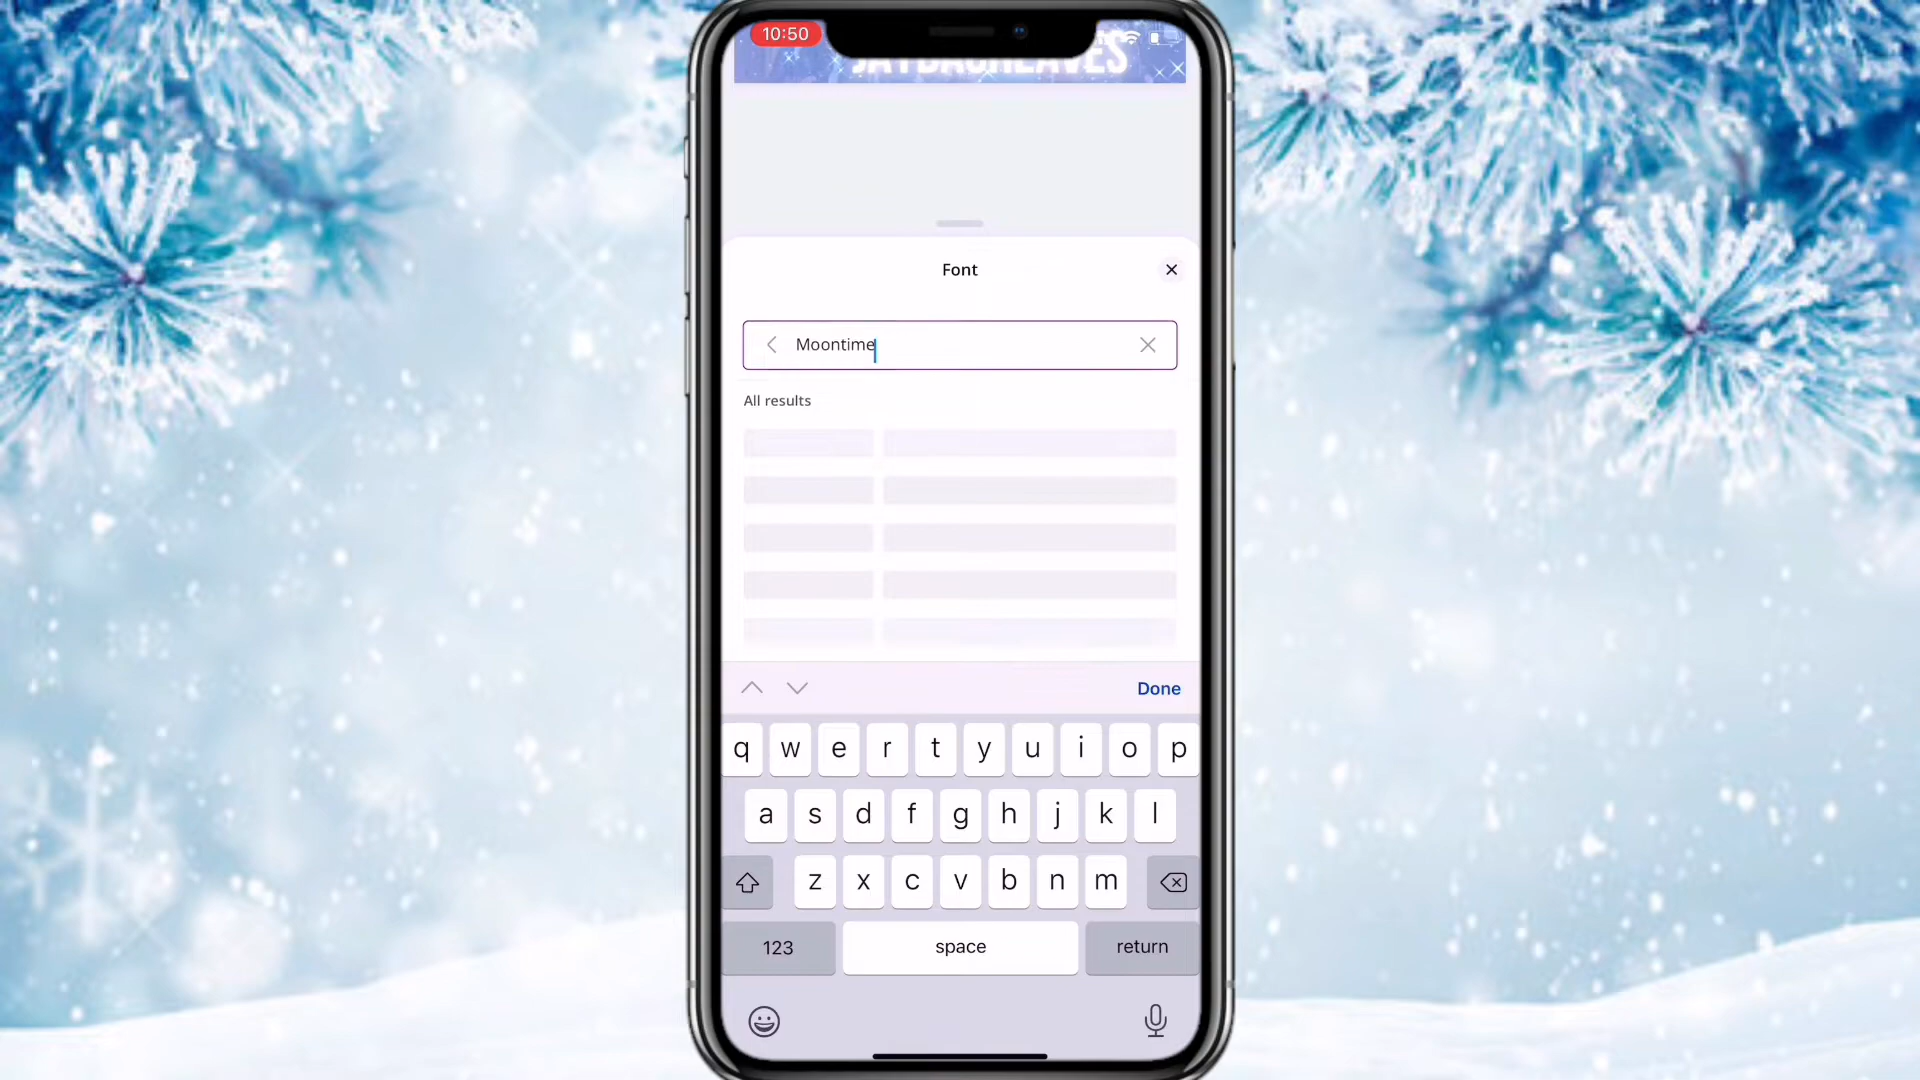 10:50
Font
Moontime
All results
Done
q w e r t y u i o p
a s d f g h j k l
z x c v b n m
123 space return